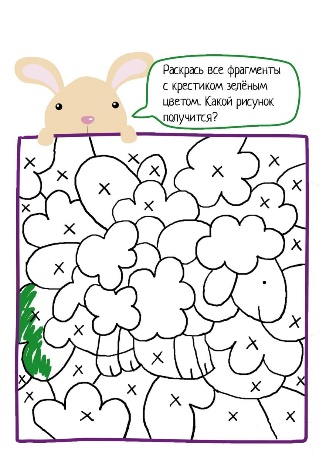 Раскрась все фрагменты
с крестиком зелёным
цветом. Какой рисунок
получится?